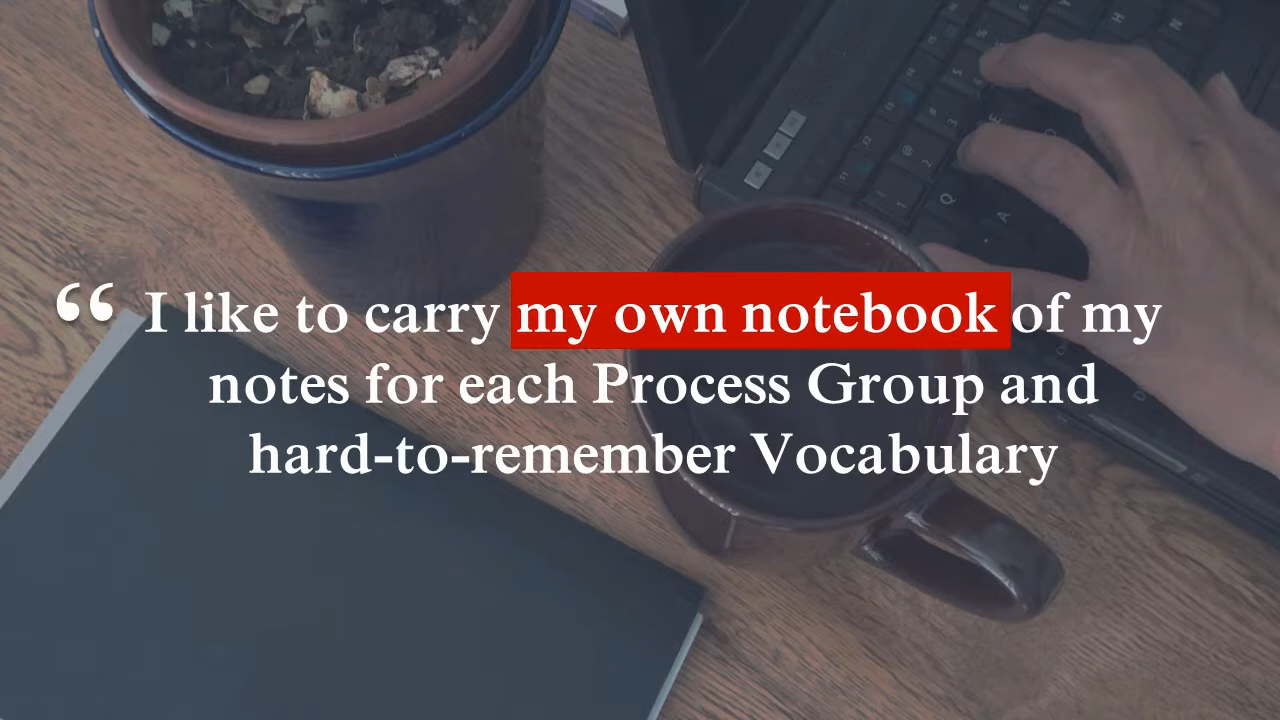 “ I like to carry my own notebook of my
notes for each Process Group and
hard-to-remember Vocabulary